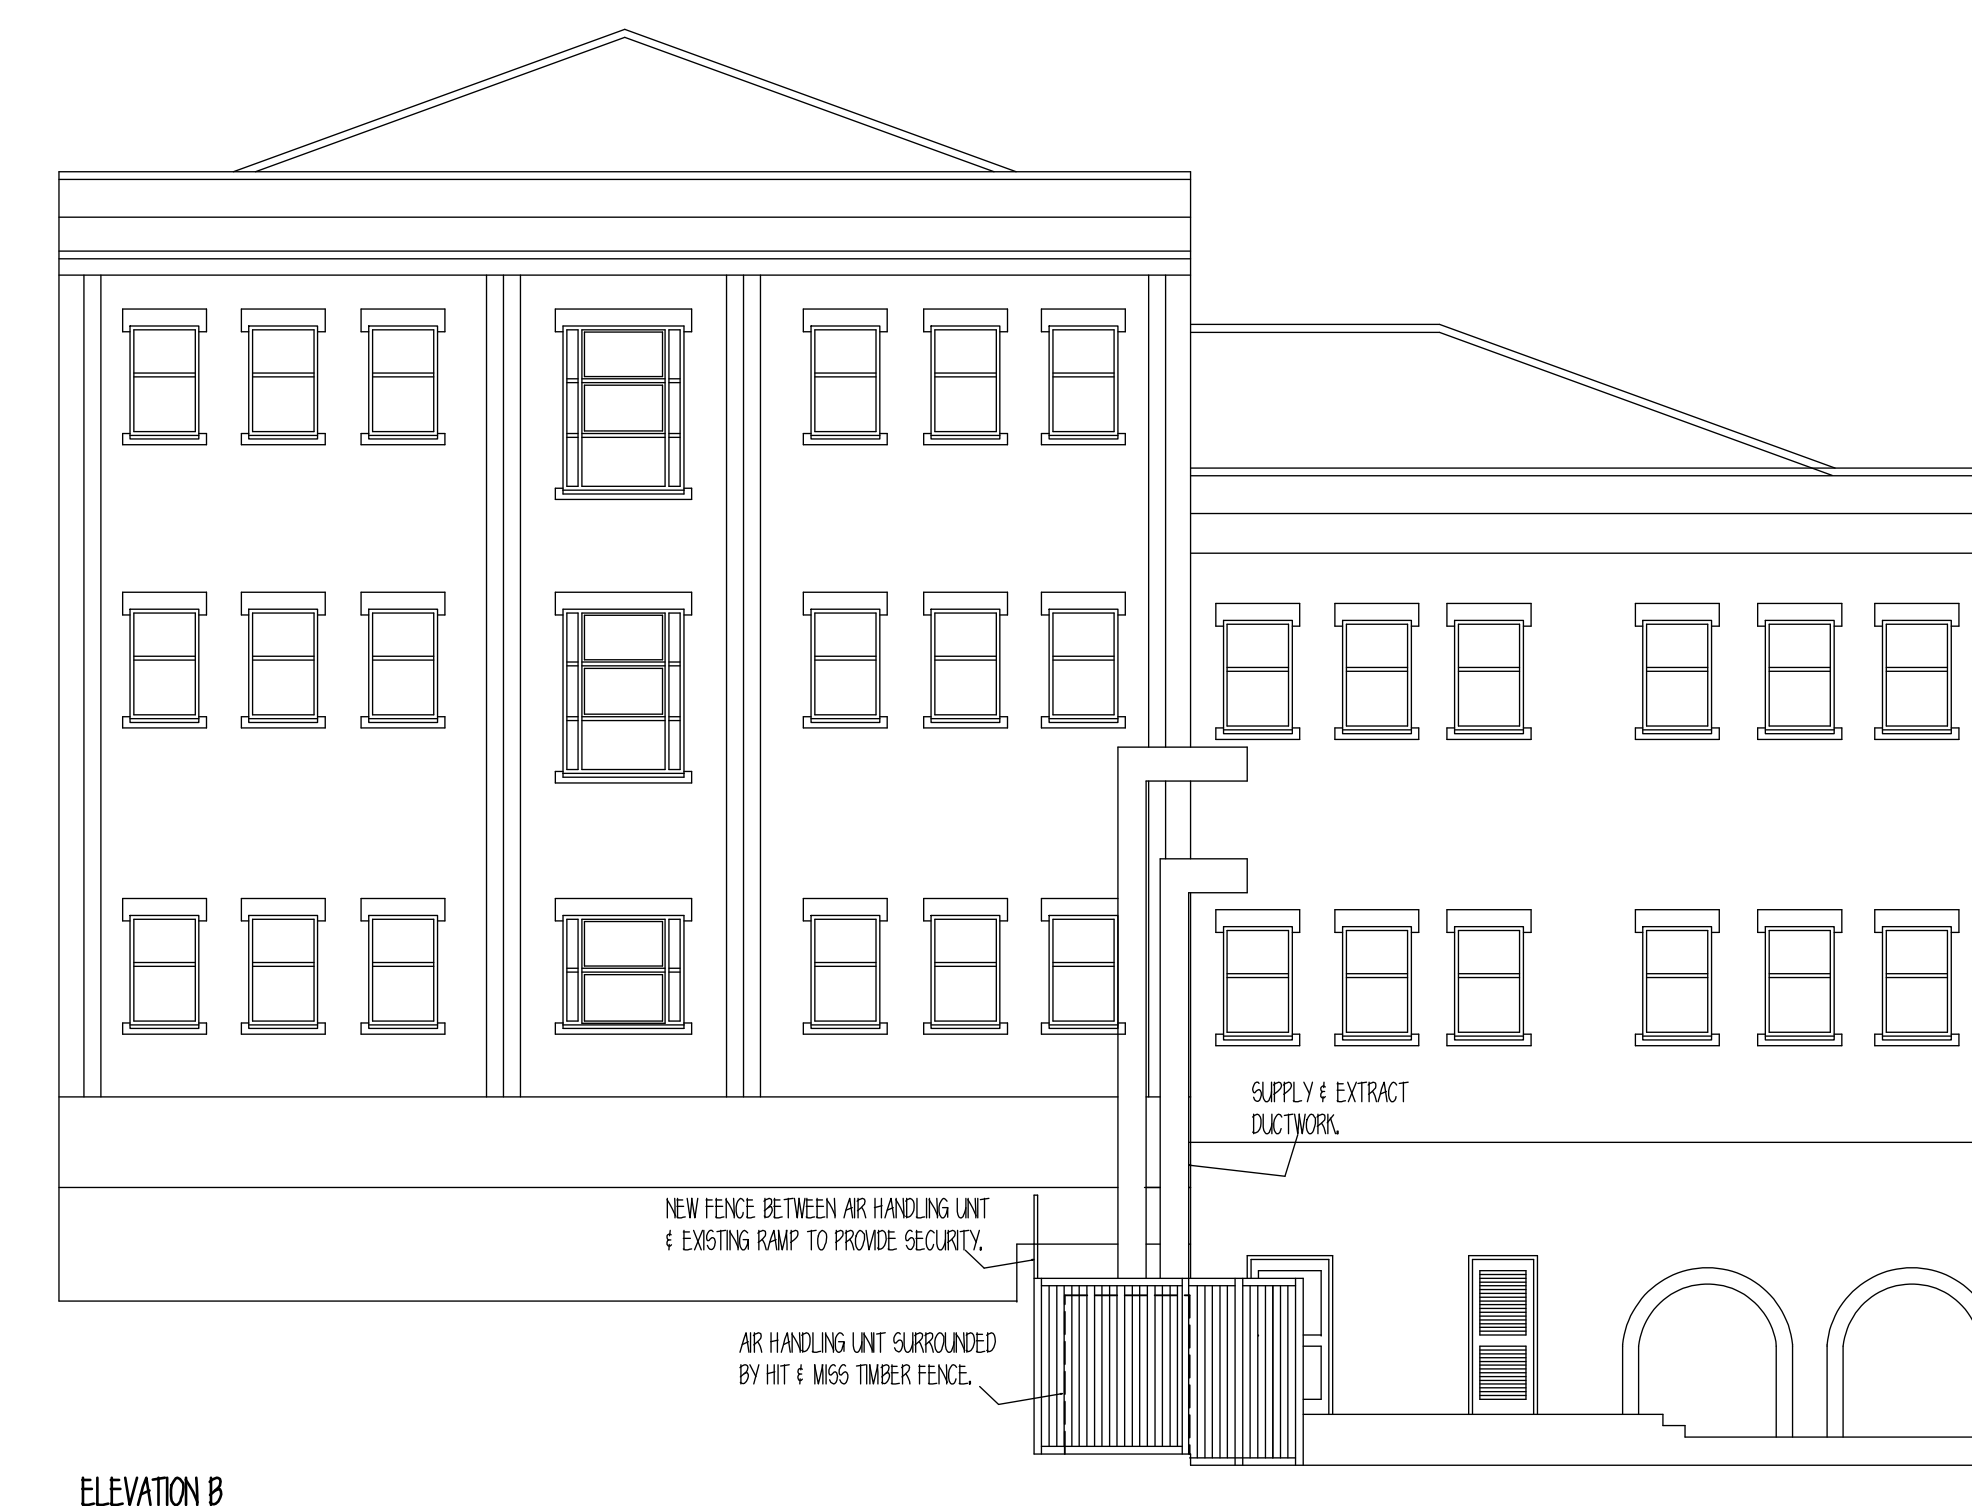 SUPPLY & EXTRACT
DUCTWORK.
NEW FENCE BETWEEN AIR HANDLING UNIT
& EXISTING RAMP TO PROVIDE SECURITY.
AIR HANDLING UNIT SURROUNDED
BY HIT & MISS TIMBER FENCE.
ELEVATION B